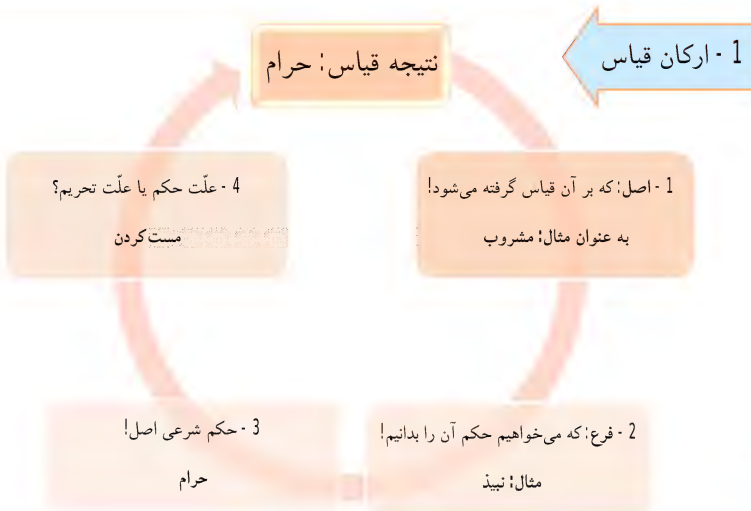 1 - ارکان قیاس
نتیجه قیاس: حرام
1 - اصل: که بر آن قیاس گرفته می‌شود!
به عنوان مثال: مشروب
2 - فرع: که می‌خواهیم حکم آن را بدانیم!
مثال: نبیذ
3 - حکم شرعی اصل!
حرام
4 - علّت حکم یا علّت تحریم؟
مست‌کردن